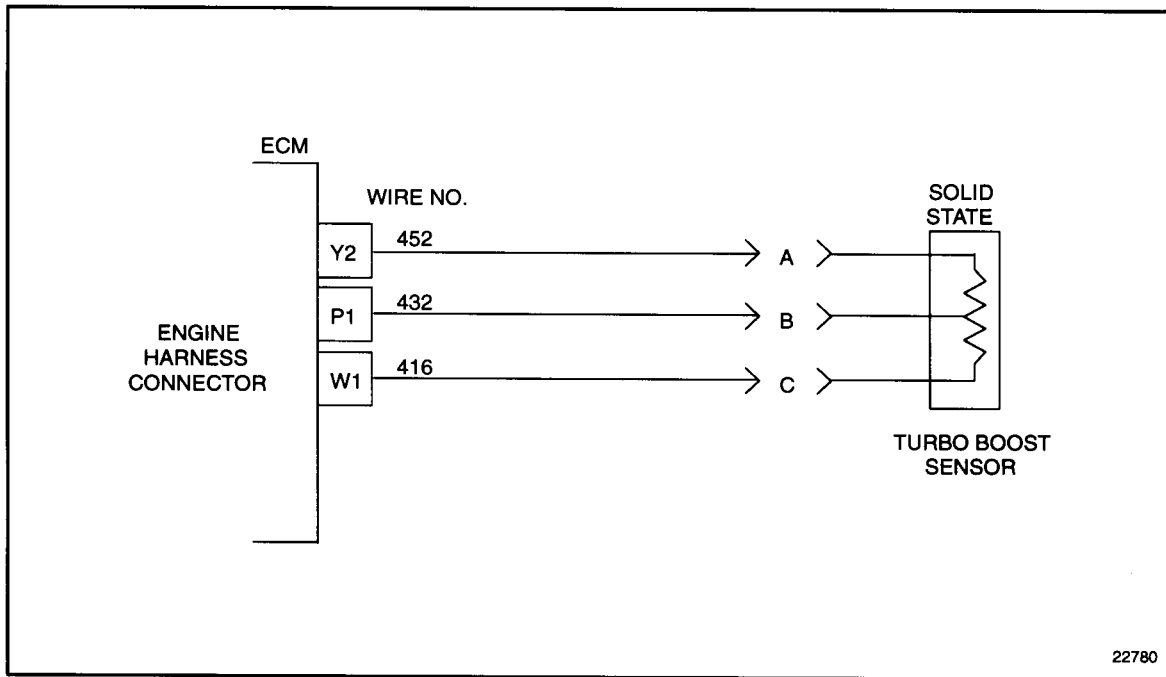 ECM
WIRE NO.
SOLID
STATE
Y2 452 A
P1 432 B
W1 416 C
ENGINE
HARNESS
CONNECTOR
TURBO BOOST
SENSOR
22780